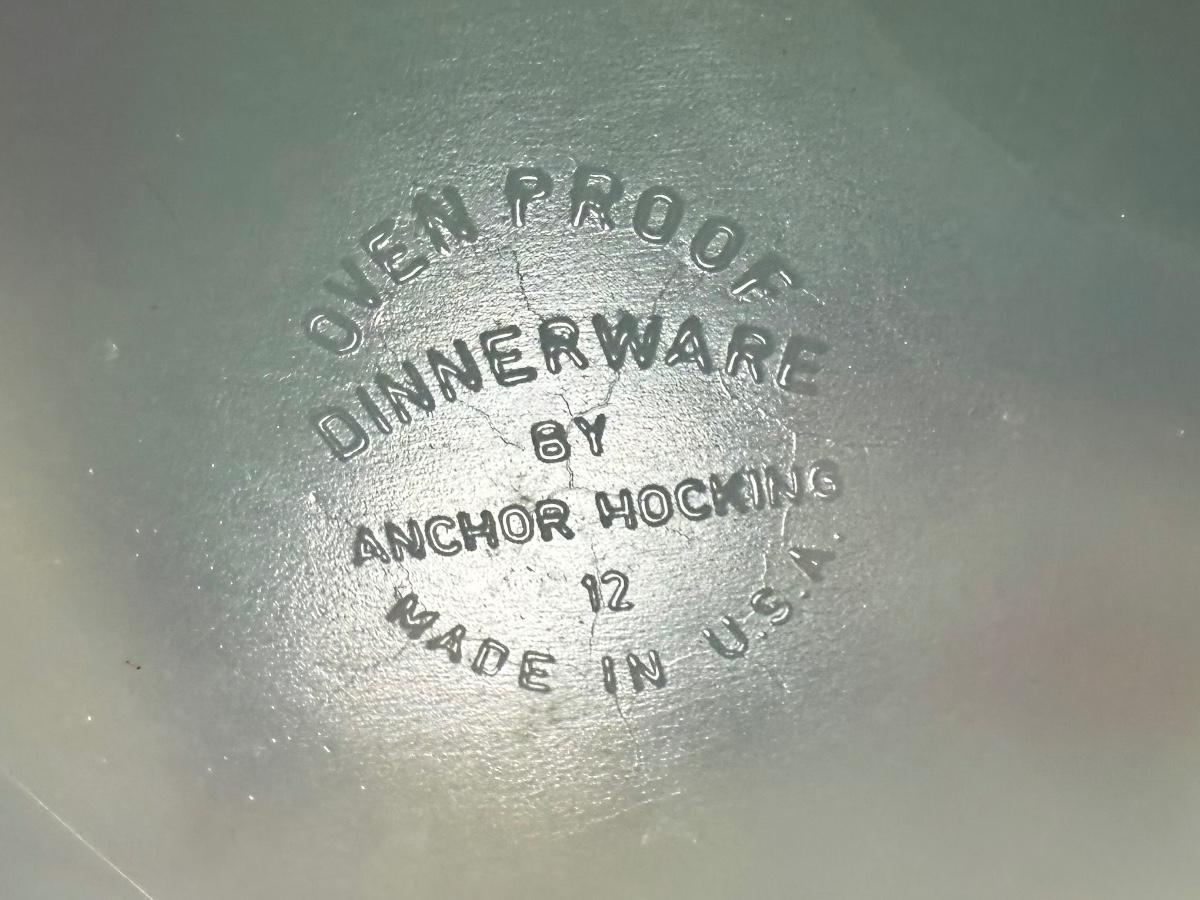 OVEN PROOF
DINNERWARE
BY
ANCHOR HOCKING
12
MADE IN U.S.A.